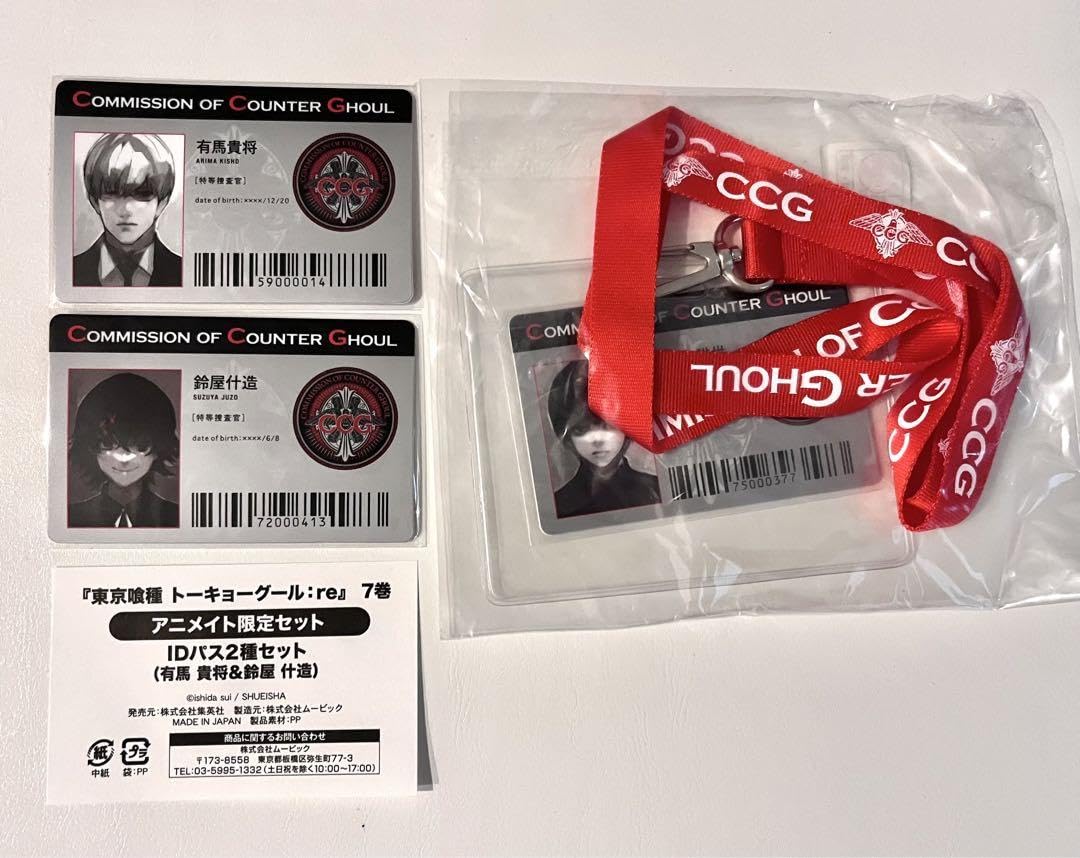 COMMISSION OF COUNTER GHOUL
有馬貴将
ARIMA KISHO
[特等捜査官]
date of birth:××××/12/20
COMMISSION OF COUNTER GHOUL
CCG
59000014
COMMISSION OF COUNTER GHOUL
鈴屋什造
SUZUYA JUZO
[特等捜査官]
date of birth:××××/6/8
COMMISSION OF COUNTER GHOUL
CCG
72000413
『東京喰種 トーキョーグール:re』 7巻
アニメイト限定セット
IDパス2種セット
(有馬 貴将&鈴屋 什造)
©ishida sui / SHUEISHA
発売元:株式会社集英社 製造元:株式会社ムービック
MADE IN JAPAN 製品素材:PP
商品に関するお問い合わせ
株式会社ムービック
〒173-8558 東京都板橋区弥生町77-3
TEL:03-5995-1332(土日祝を除く10:00〜17:00)
紙
中紙
プラ
袋:PP
CCG
CCG
OF
GHOUL
CCG
CCG
COUNTER GHOUL
75000377